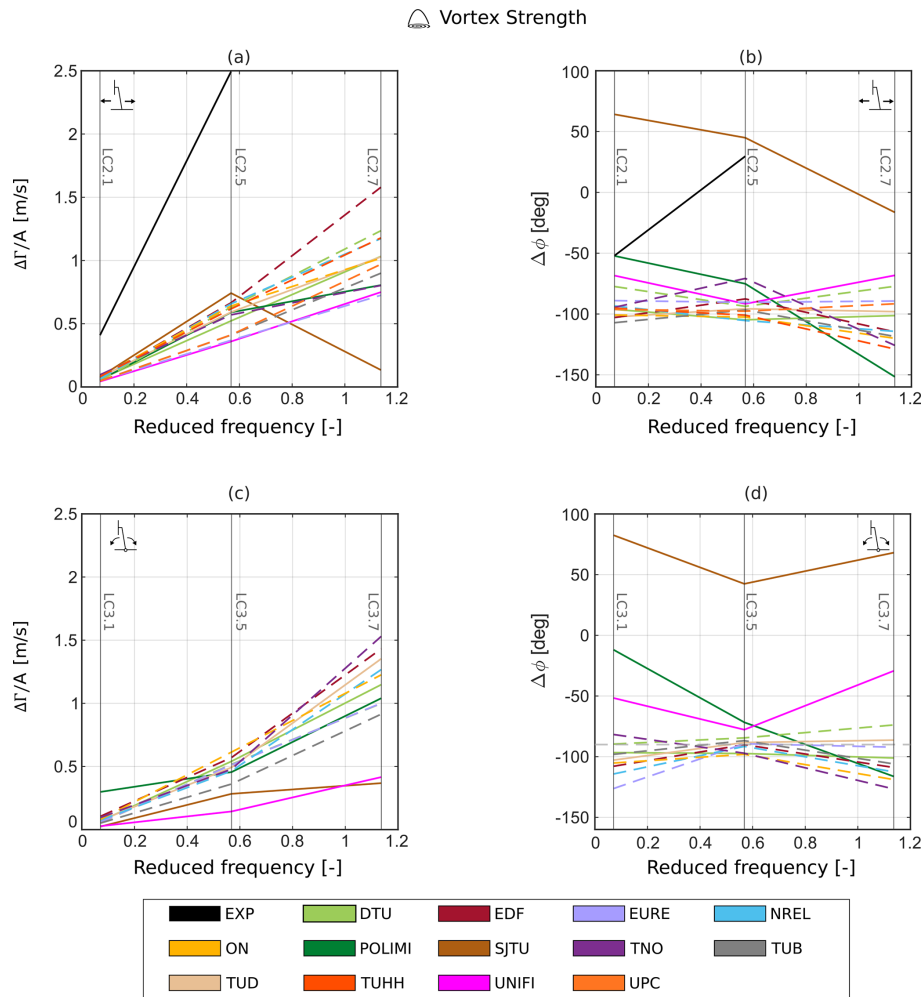 Vortex Strength
(a)
2.5
2
1.5
1
0.5
0
ΔΓ/A [m/s]
LC2.1
LC2.5
LC2.7
0 0.2 0.4 0.6 0.8 1 1.2
Reduced frequency [-]
(b)
100
50
0
-50
-100
-150
Δϕ [deg]
LC2.1
LC2.5
LC2.7
0 0.2 0.4 0.6 0.8 1 1.2
Reduced frequency [-]
(c)
2.5
2
1.5
1
0.5
0
ΔΓ/A [m/s]
LC3.1
LC3.5
LC3.7
0 0.2 0.4 0.6 0.8 1 1.2
Reduced frequency [-]
(d)
100
50
0
-50
-100
-150
Δϕ [deg]
LC3.1
LC3.5
LC3.7
0 0.2 0.4 0.6 0.8 1 1.2
Reduced frequency [-]
EXP DTU EDF EURE NREL
ON POLIMI SJTU TNO TUB
TUD TUHH UNIFI UPC